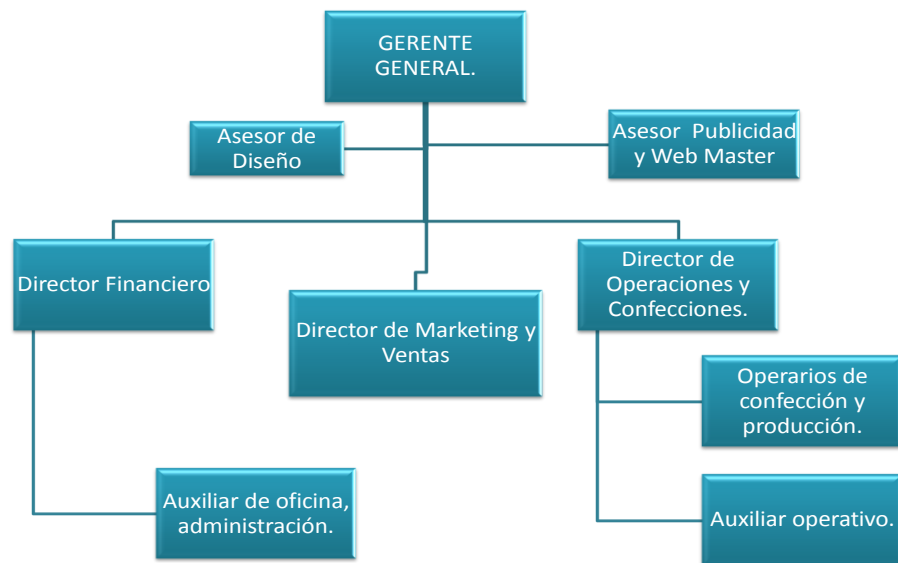 GERENTE
GENERAL.
Asesor de
Diseño
Asesor Publicidad
y Web Master
Director Financiero
Director de Marketing y
Ventas
Director de
Operaciones y
Confecciones.
Operarios de
confección y
producción.
Auxiliar de oficina,
administración.
Auxiliar operativo.